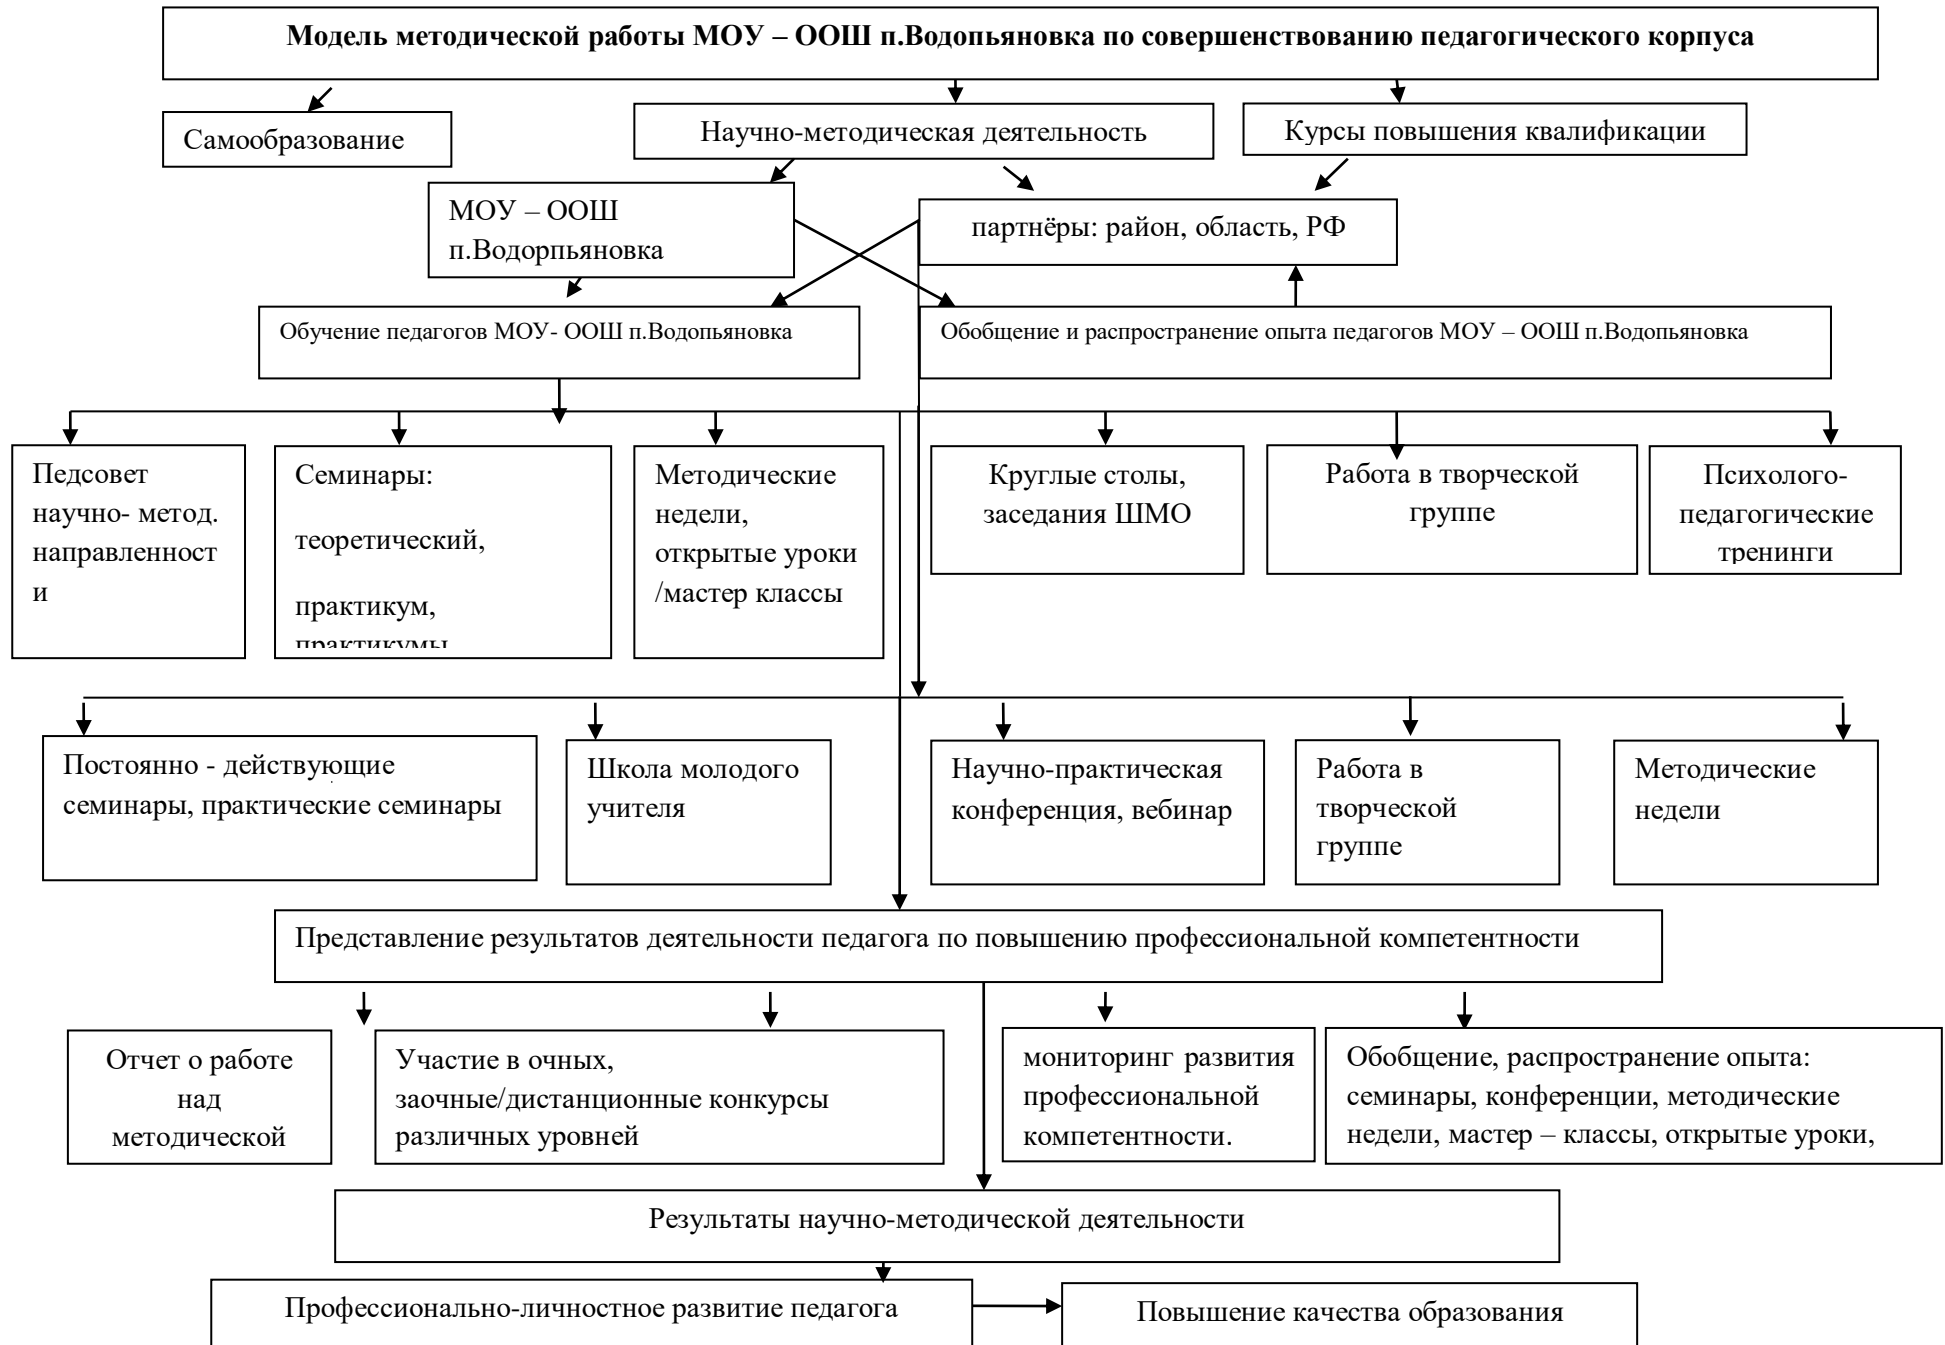 Модель методической работы МОУ – ООШ п.Водопьяновка по совершенствованию педагогического корпуса
Самообразование
Научно-методическая деятельность
Курсы повышения квалификации
МОУ – ООШ
п.Водорпьяновка
партнёры: район, область, РФ
Обучение педагогов МОУ- ООШ п.Водопьяновка
Обобщение и распространение опыта педагогов МОУ – ООШ п.Водопьяновка
Педсовет
научно- метод.
направленност
и
Семинары:
теоретический,
практикум,
практикумы
Методические
недели,
открытые уроки
/мастер классы
Круглые столы,
заседания ШМО
Работа в творческой
группе
Психолого-
педагогические
тренинги
Постоянно - действующие
семинары, практические семинары
Школа молодого
учителя
Научно-практическая
конференция, вебинар
Работа в
творческой
группе
Методические
недели
Представление результатов деятельности педагога по повышению профессиональной компетентности
Отчет о работе
над
методической
Участие в очных,
заочные/дистанционные конкурсы
различных уровней
мониторинг развития
профессиональной
компетентности.
Обобщение, распространение опыта:
семинары, конференции, методические
недели, мастер – классы, открытые уроки,
Результаты научно-методической деятельности
Профессионально-личностное развитие педагога
Повышение качества образования